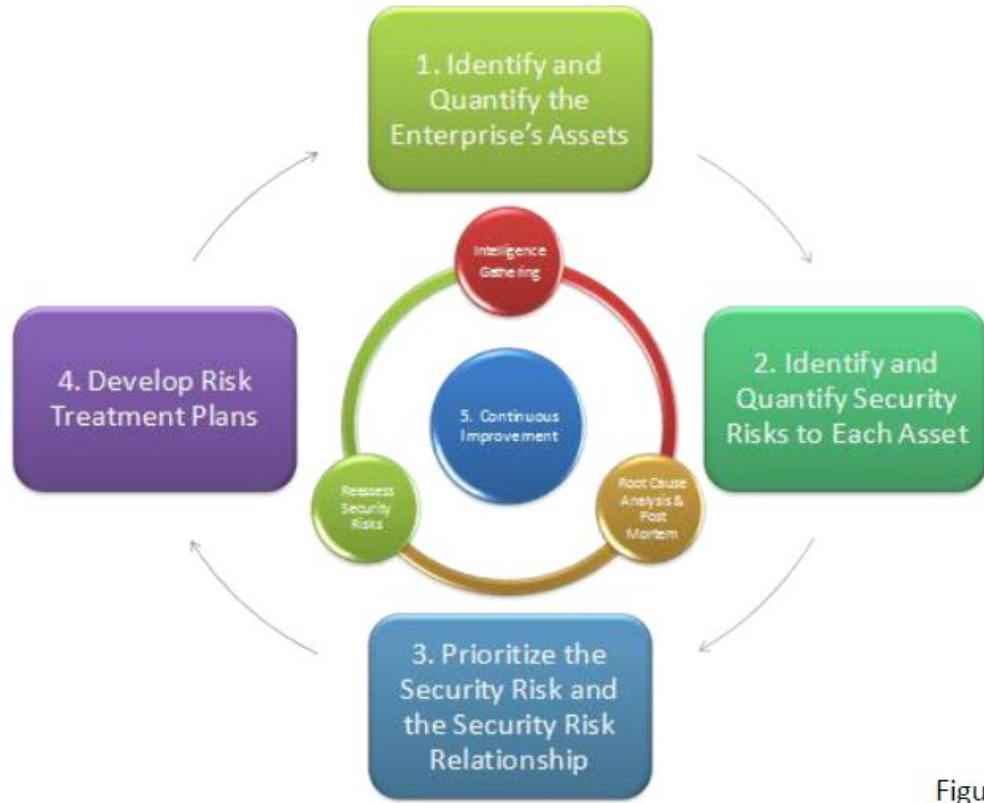 1. Identify and
Quantify the
Enterprise's Assets
Intelligence
Gathering
4. Develop Risk
Treatment Plans
5. Continuous
Improvement
2. Identify and
Quantify Security
Risks to Each Asset
Reassess
Security
Risks
Root Cause
Analysis &
Post
Mortem
3. Prioritize the
Security Risk and
the Security Risk
Relationship
Figu